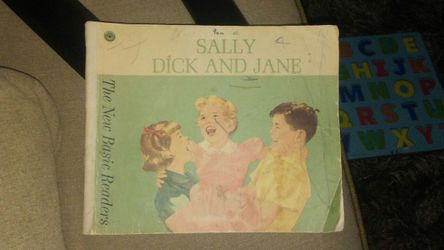 SALLY
DICK AND JANE
The New Basic Readers
A B C D E
H I J K
M N O P
W X Y